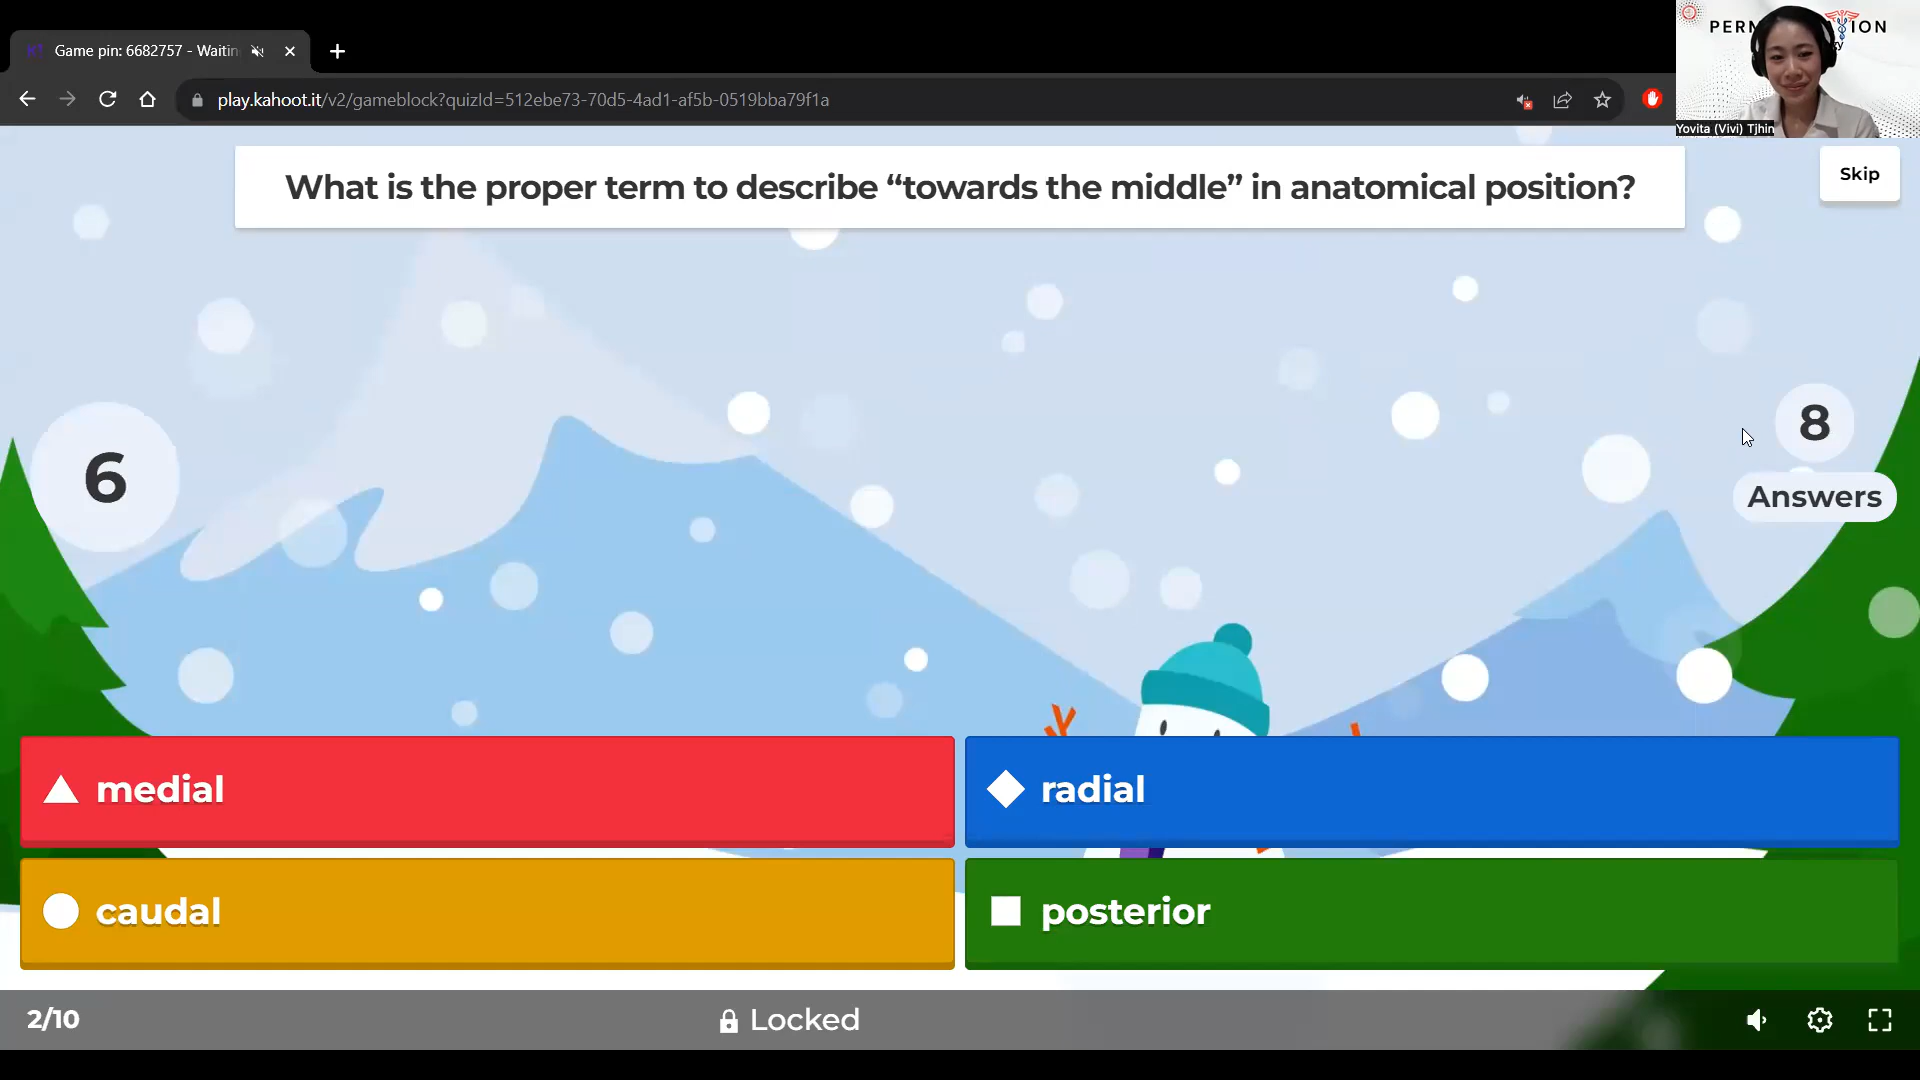 Game pin: 6682757 - Waitin
play.kahoot.it/v2/gameblock?quizId=512ebe73-70d5-4ad1-af5b-0519bba79f1a
Yovita (Vivi) Tjhin
What is the proper term to describe “towards the middle” in anatomical position?
Skip
6
8
Answers
medial
radial
caudal
posterior
2/10
Locked